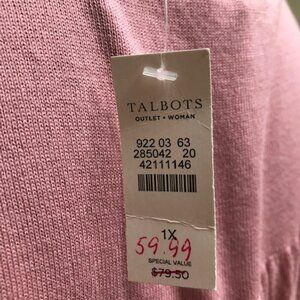 TALBOTS
OUTLET • WOMAN
922 03 63
285042 20
42111146
1X
59.99
SPECIAL VALUE
$79.50